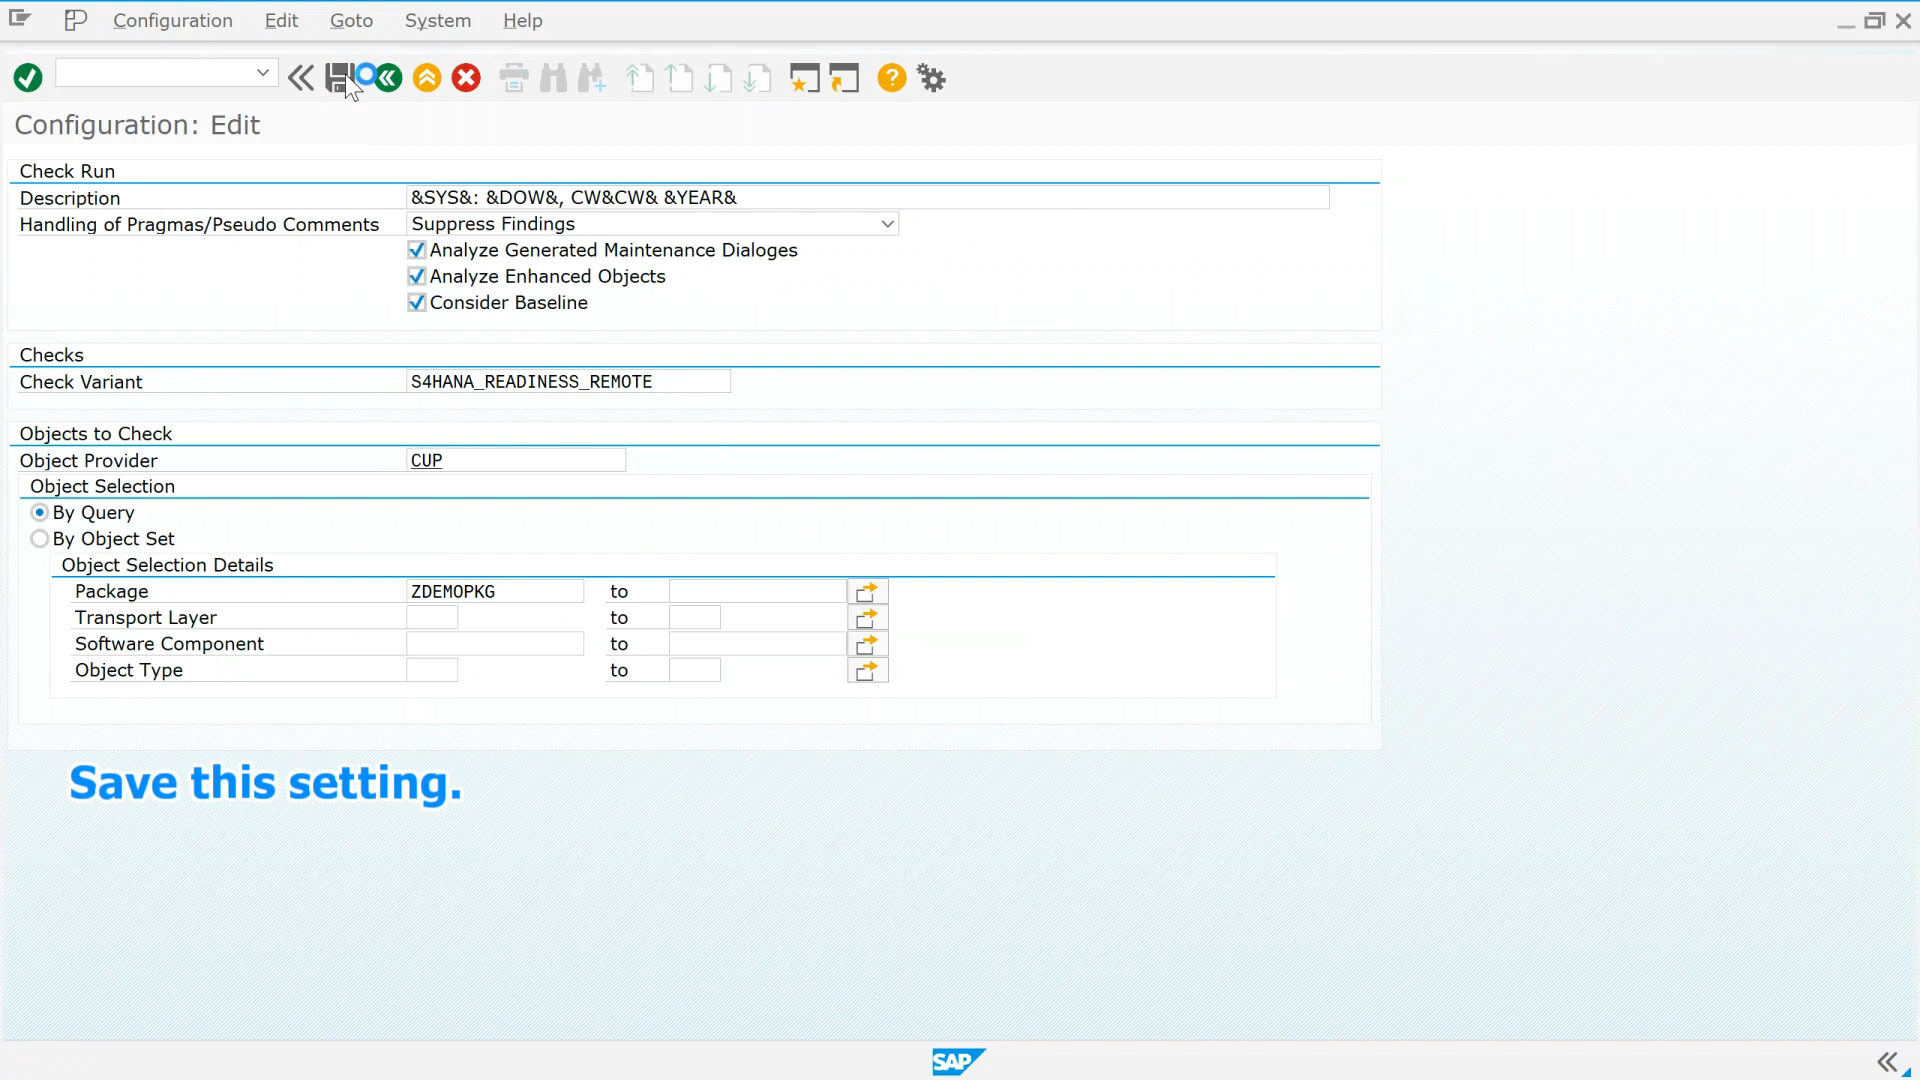 Configuration Edit Goto System Help
Configuration: Edit
Check Run
Description &SYS&: &DOW&, CW&CW& &YEAR&
Handling of Pragmas/Pseudo Comments Suppress Findings
Analyze Generated Maintenance Dialoges
Analyze Enhanced Objects
Consider Baseline
Checks
Check Variant S4HANA_READINESS_REMOTE
Objects to Check
Object Provider CUP
Object Selection
By Query
By Object Set
Object Selection Details
Package ZDEMOPKG to
Transport Layer to
Software Component to
Object Type to
Save this setting.
SAP